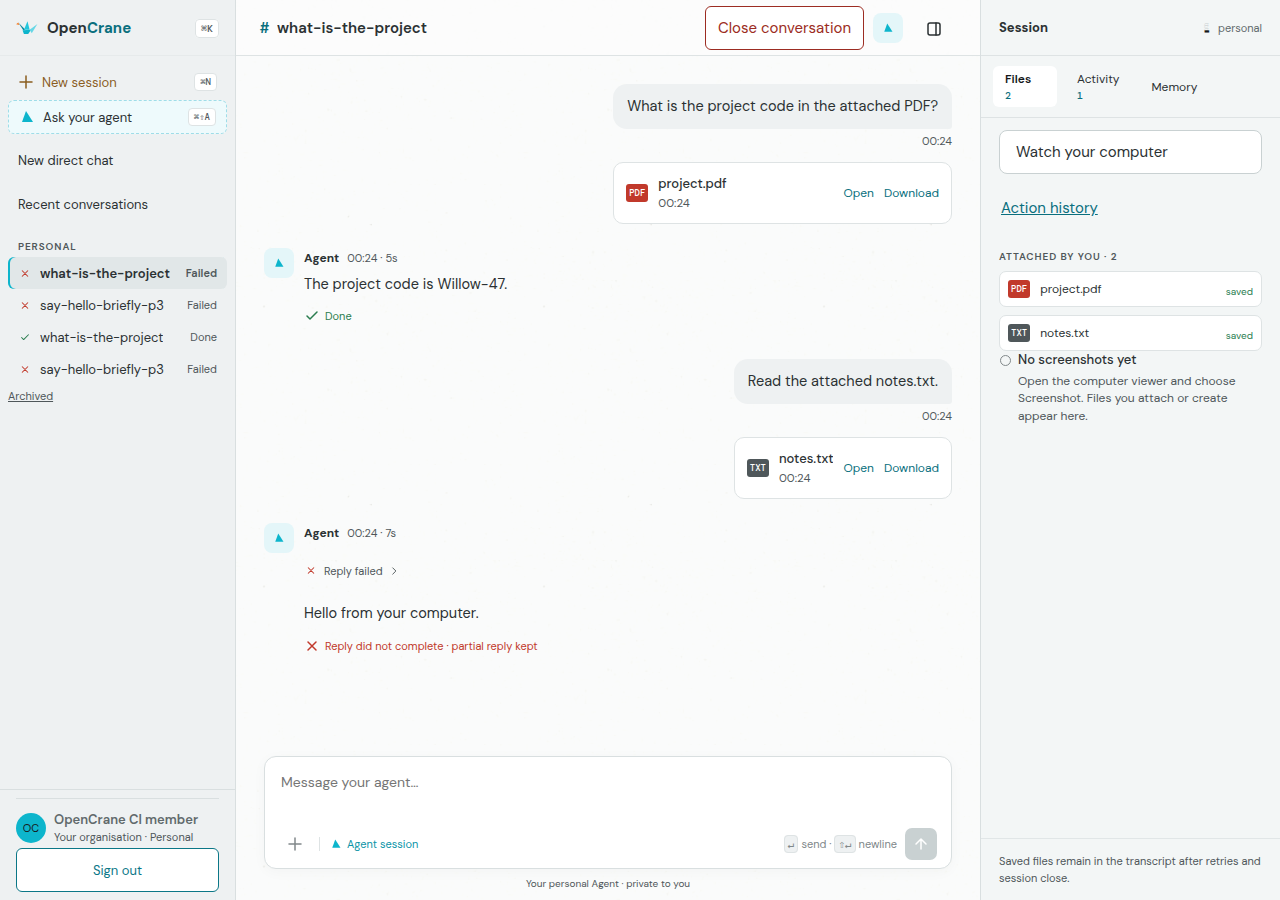 OpenCrane
⌘K
New session
⌘N
Ask your agent
⌘⇧A
New direct chat
Recent conversations
PERSONAL
what-is-the-project Failed
say-hello-briefly-p3 Failed
what-is-the-project Done
say-hello-briefly-p3 Failed
Archived
OC
OpenCrane CI member
Your organisation · Personal
Sign out
# what-is-the-project
Close conversation
What is the project code in the attached PDF?
00:24
PDF
project.pdf
00:24
Open Download
Agent 00:24 · 5s
The project code is Willow-47.
Done
Read the attached notes.txt.
00:24
TXT
notes.txt
00:24
Open Download
Agent 00:24 · 7s
Reply failed
Hello from your computer.
Reply did not complete · partial reply kept
Message your agent…
Agent session
↵ send · ⇧↵ newline
Your personal Agent · private to you
Session
personal
Files
2
Activity
1
Memory
Watch your computer
Action history
ATTACHED BY YOU · 2
PDF project.pdf saved
TXT notes.txt saved
No screenshots yet
Open the computer viewer and choose
Screenshot. Files you attach or create
appear here.
Saved files remain in the transcript after retries and
session close.